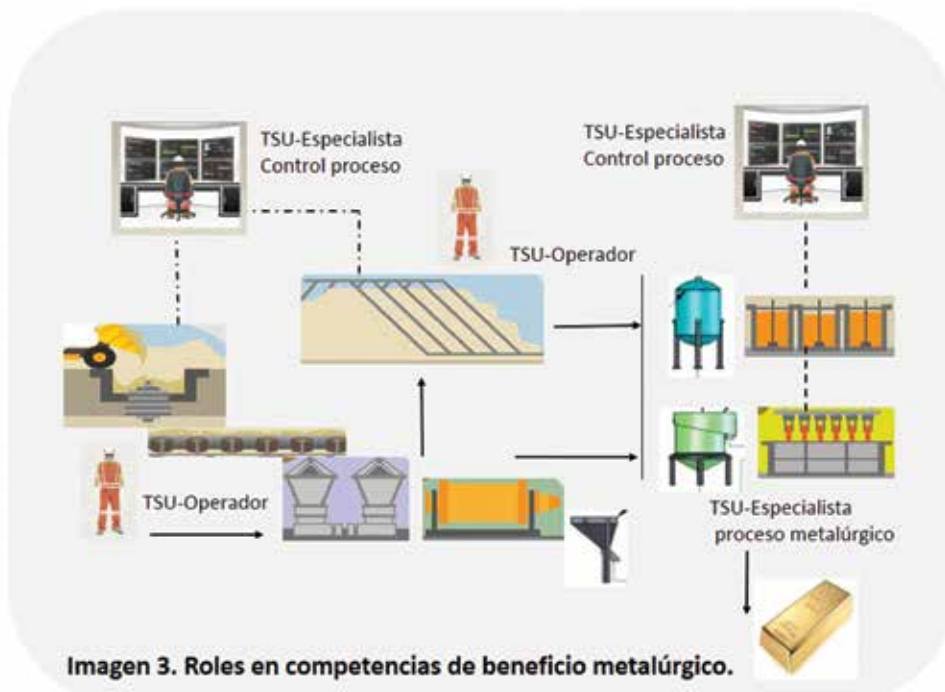 TSU-Especialista
Control proceso
TSU-Especialista
Control proceso
TSU-Operador
TSU-Operador
TSU-Especialista
proceso metalúrgico
Imagen 3. Roles en competencias de beneficio metalúrgico.